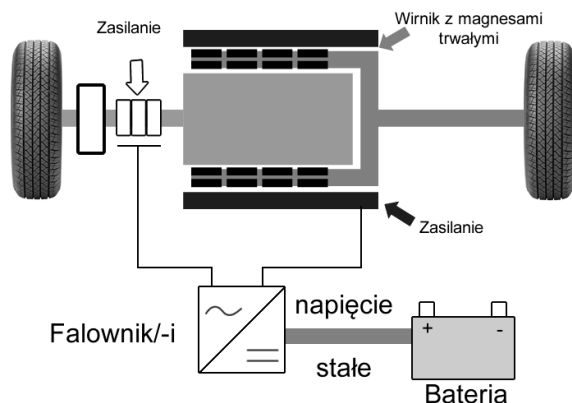 Zasilanie
Wirnik z magnesami
trwałymi
Zasilanie
napięcie
Falownik/-i
stałe
+ -
Bateria